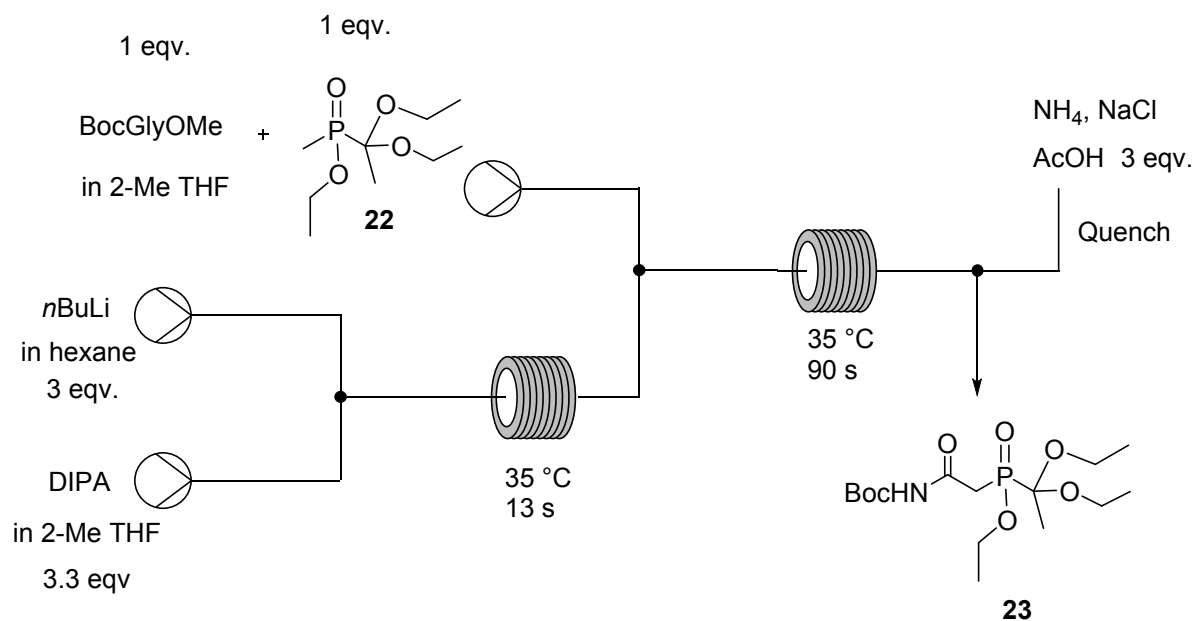 1 eqv.
1 eqv.
BocGlyOMe
+
in 2-Me THF
O
P
O
O
O
22
NH4, NaCl
AcOH 3 eqv.
Quench
nBuLi
in hexane
3 eqv.
35 °C
90 s
DIPA
in 2-Me THF
3.3 eqv
35 °C
13 s
O
O
P
O
O
BocHN
O
23